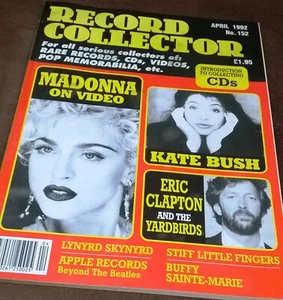 RECORD
COLLECTOR
APRIL 1992
No. 152
£1.95
For all serious collectors of:
RARE RECORDS, CDs, VIDEOS,
POP MEMORABILIA, etc.
INTRODUCTION
TO COLLECTING
CDs
MADONNA
ON VIDEO
KATE BUSH
ERIC
CLAPTON
AND THE
YARDBIRDS
LYNYRD SKYNYRD
APPLE RECORDS
Beyond The Beatles
STIFF LITTLE FINGERS
BUFFY
SAINTE-MARIE
04